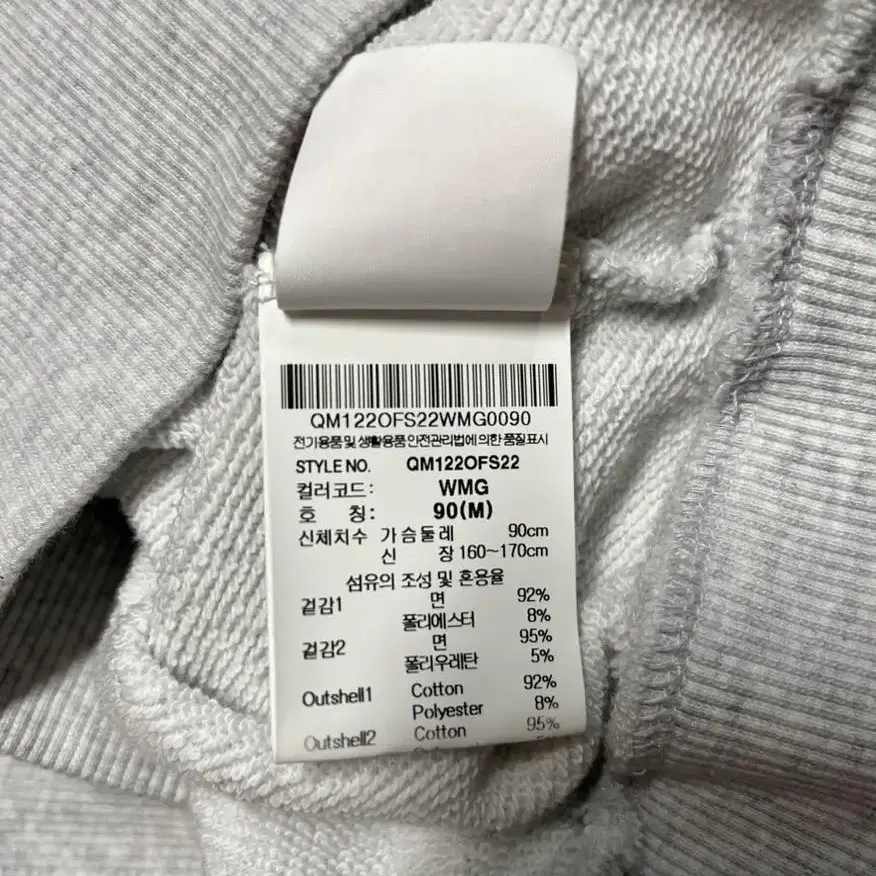 QM122OFS22WMG0090
전기용품 및 생활용품 안전관리법에 의한 품질표시
STYLE NO. QM122OFS22
컬러코드: WMG
호 칭: 90(M)
신체치수 가슴둘레 90cm
신 장 160~170cm
섬유의 조성 및 혼용율
겉감1 면 92%
폴리에스터 8%
겉감2 면 95%
폴리우레탄 5%
Outshell1 Cotton 92%
Polyester 8%
Outshell2 Cotton 95%